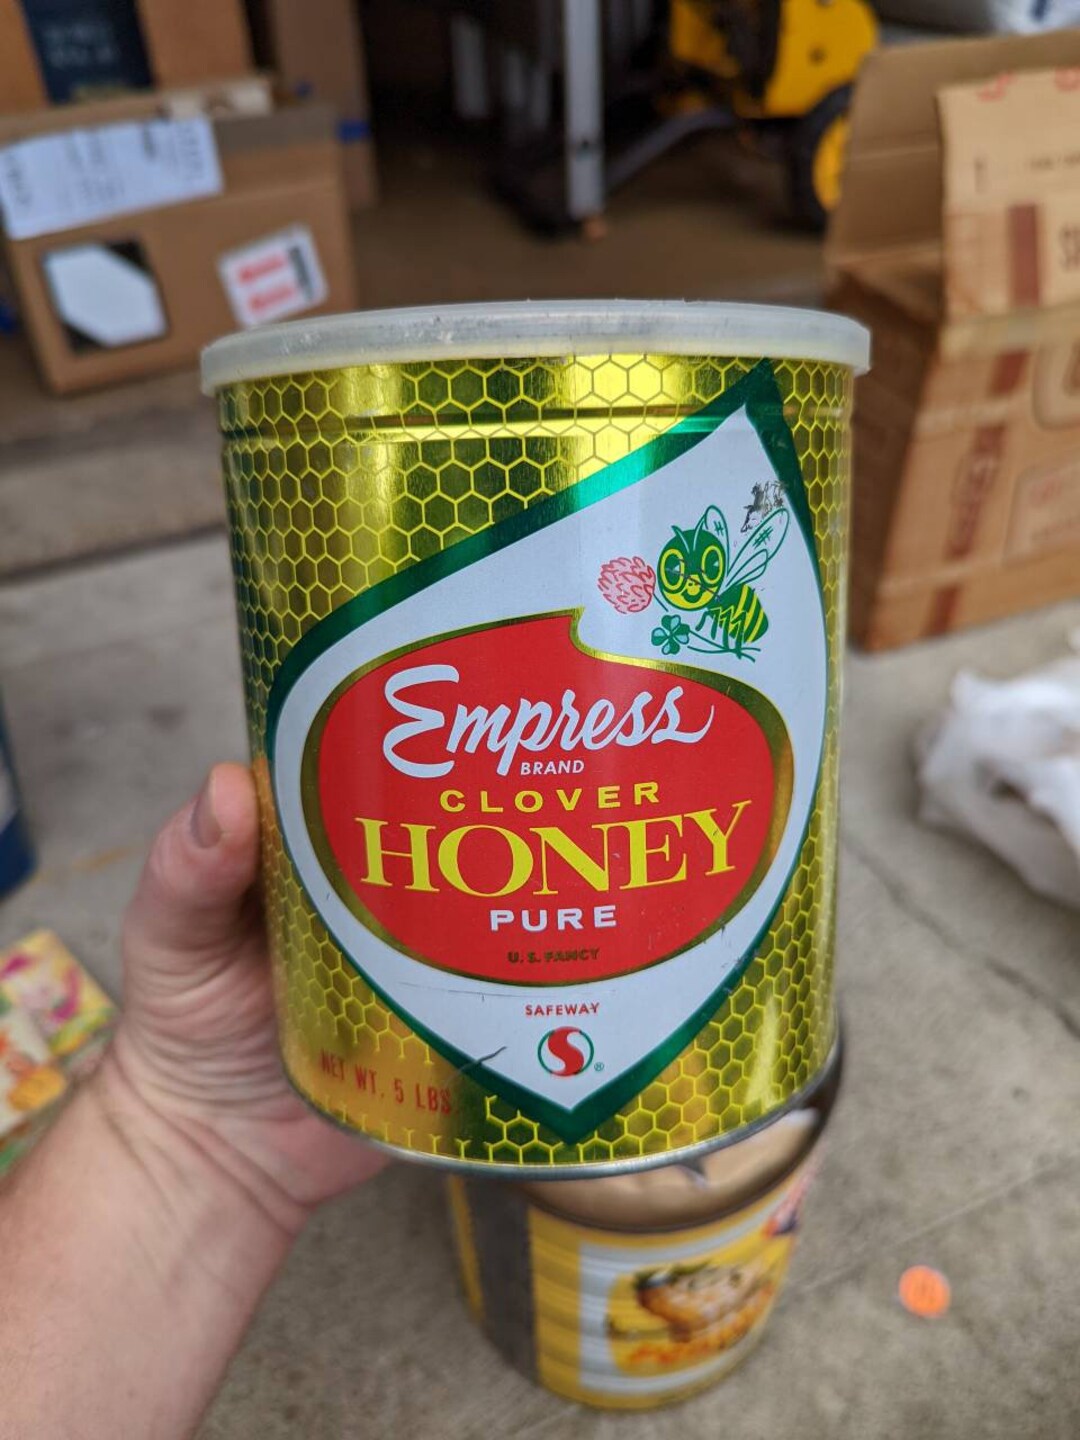 Empress
BRAND
CLOVER
HONEY
PURE
U. S. FANCY
SAFEWAY
S
®
NET WT. 5 LBS.